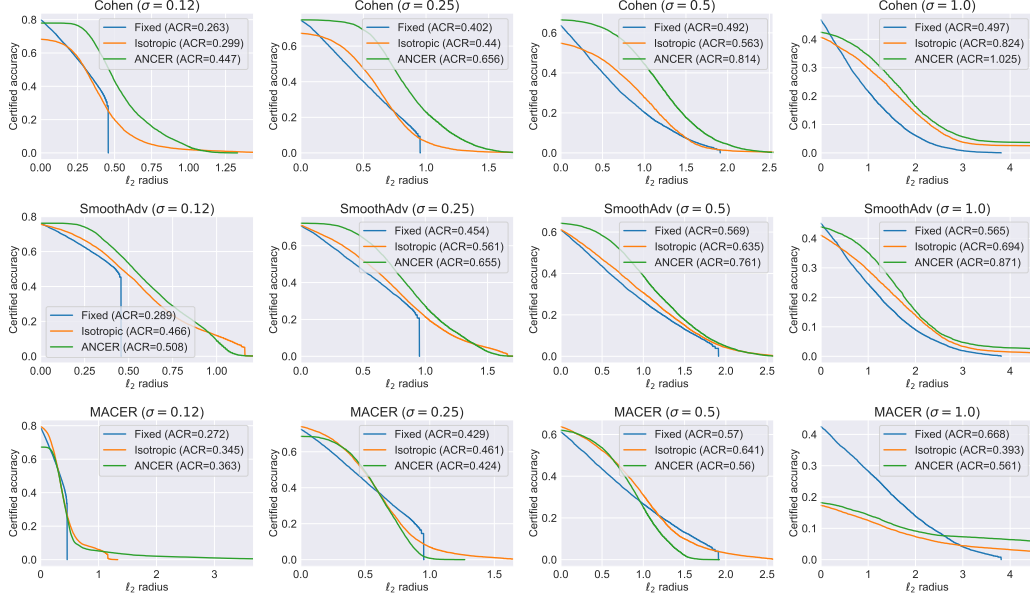 Cohen (σ = 0.12)
Certified accuracy
0.8
0.6
0.4
0.2
0.0
Fixed (ACR=0.263)
Isotropic (ACR=0.299)
ANCER (ACR=0.447)
0.00 0.25 0.50 0.75 1.00 1.25
ℓ2 radius
Cohen (σ = 0.25)
Certified accuracy
0.8
0.6
0.4
0.2
0.0
Fixed (ACR=0.402)
Isotropic (ACR=0.44)
ANCER (ACR=0.656)
0.0 0.5 1.0 1.5
ℓ2 radius
Cohen (σ = 0.5)
Certified accuracy
0.6
0.4
0.2
0.0
Fixed (ACR=0.492)
Isotropic (ACR=0.563)
ANCER (ACR=0.814)
0.0 0.5 1.0 1.5 2.0 2.5
ℓ2 radius
Cohen (σ = 1.0)
Certified accuracy
0.4
0.3
0.2
0.1
0.0
Fixed (ACR=0.497)
Isotropic (ACR=0.824)
ANCER (ACR=1.025)
0 1 2 3 4
ℓ2 radius
SmoothAdv (σ = 0.12)
Certified accuracy
0.8
0.6
0.4
0.2
0.0
Fixed (ACR=0.289)
Isotropic (ACR=0.466)
ANCER (ACR=0.508)
0.00 0.25 0.50 0.75 1.00
ℓ2 radius
SmoothAdv (σ = 0.25)
Certified accuracy
0.6
0.4
0.2
0.0
Fixed (ACR=0.454)
Isotropic (ACR=0.561)
ANCER (ACR=0.655)
0.0 0.5 1.0 1.5
ℓ2 radius
SmoothAdv (σ = 0.5)
Certified accuracy
0.6
0.4
0.2
0.0
Fixed (ACR=0.569)
Isotropic (ACR=0.635)
ANCER (ACR=0.761)
0.0 0.5 1.0 1.5 2.0 2.5
ℓ2 radius
SmoothAdv (σ = 1.0)
Certified accuracy
0.4
0.3
0.2
0.1
0.0
Fixed (ACR=0.565)
Isotropic (ACR=0.694)
ANCER (ACR=0.871)
0 1 2 3 4
ℓ2 radius
MACER (σ = 0.12)
Certified accuracy
0.8
0.6
0.4
0.2
0.0
Fixed (ACR=0.272)
Isotropic (ACR=0.345)
ANCER (ACR=0.363)
0 1 2 3
ℓ2 radius
MACER (σ = 0.25)
Certified accuracy
0.6
0.4
0.2
0.0
Fixed (ACR=0.429)
Isotropic (ACR=0.461)
ANCER (ACR=0.424)
0.0 0.5 1.0 1.5
ℓ2 radius
MACER (σ = 0.5)
Certified accuracy
0.6
0.4
0.2
0.0
Fixed (ACR=0.57)
Isotropic (ACR=0.641)
ANCER (ACR=0.56)
0.0 0.5 1.0 1.5 2.0 2.5
ℓ2 radius
MACER (σ = 1.0)
Certified accuracy
0.4
0.3
0.2
0.1
0.0
Fixed (ACR=0.668)
Isotropic (ACR=0.393)
ANCER (ACR=0.561)
0 1 2 3 4
ℓ2 radius